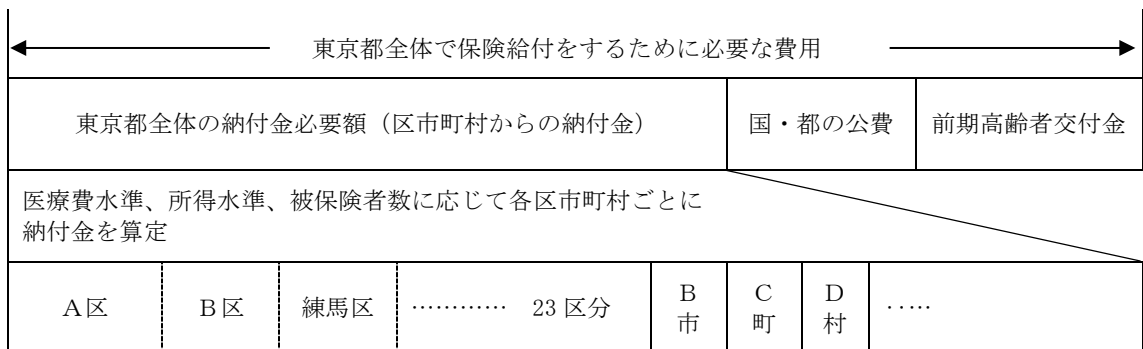 東京都全体で保険給付をするために必要な費用
東京都全体の納付金必要額（区市町村からの納付金）
国・都の公費
前期高齢者交付金
医療費水準、所得水準、被保険者数に応じて各区市町村ごとに
納付金を算定
Ａ区
Ｂ区
練馬区
………… 23 区分
Ｂ
市
Ｃ
町
Ｄ
村
‥…